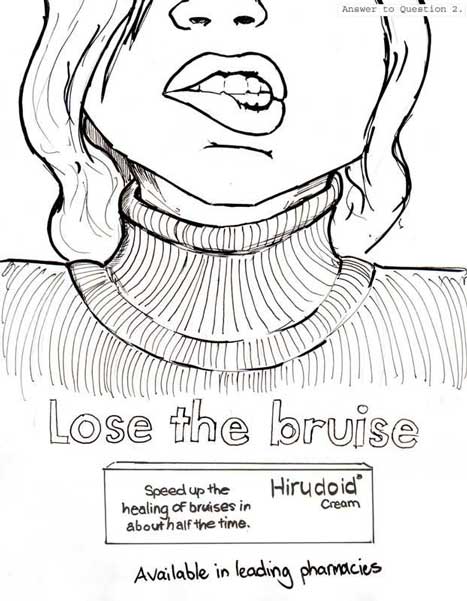 Answer to Question 2.
Lose the bruise
Speed up the
healing of bruises in
about half the time.
Hirudoid®
Cream
Available in leading pharmacies